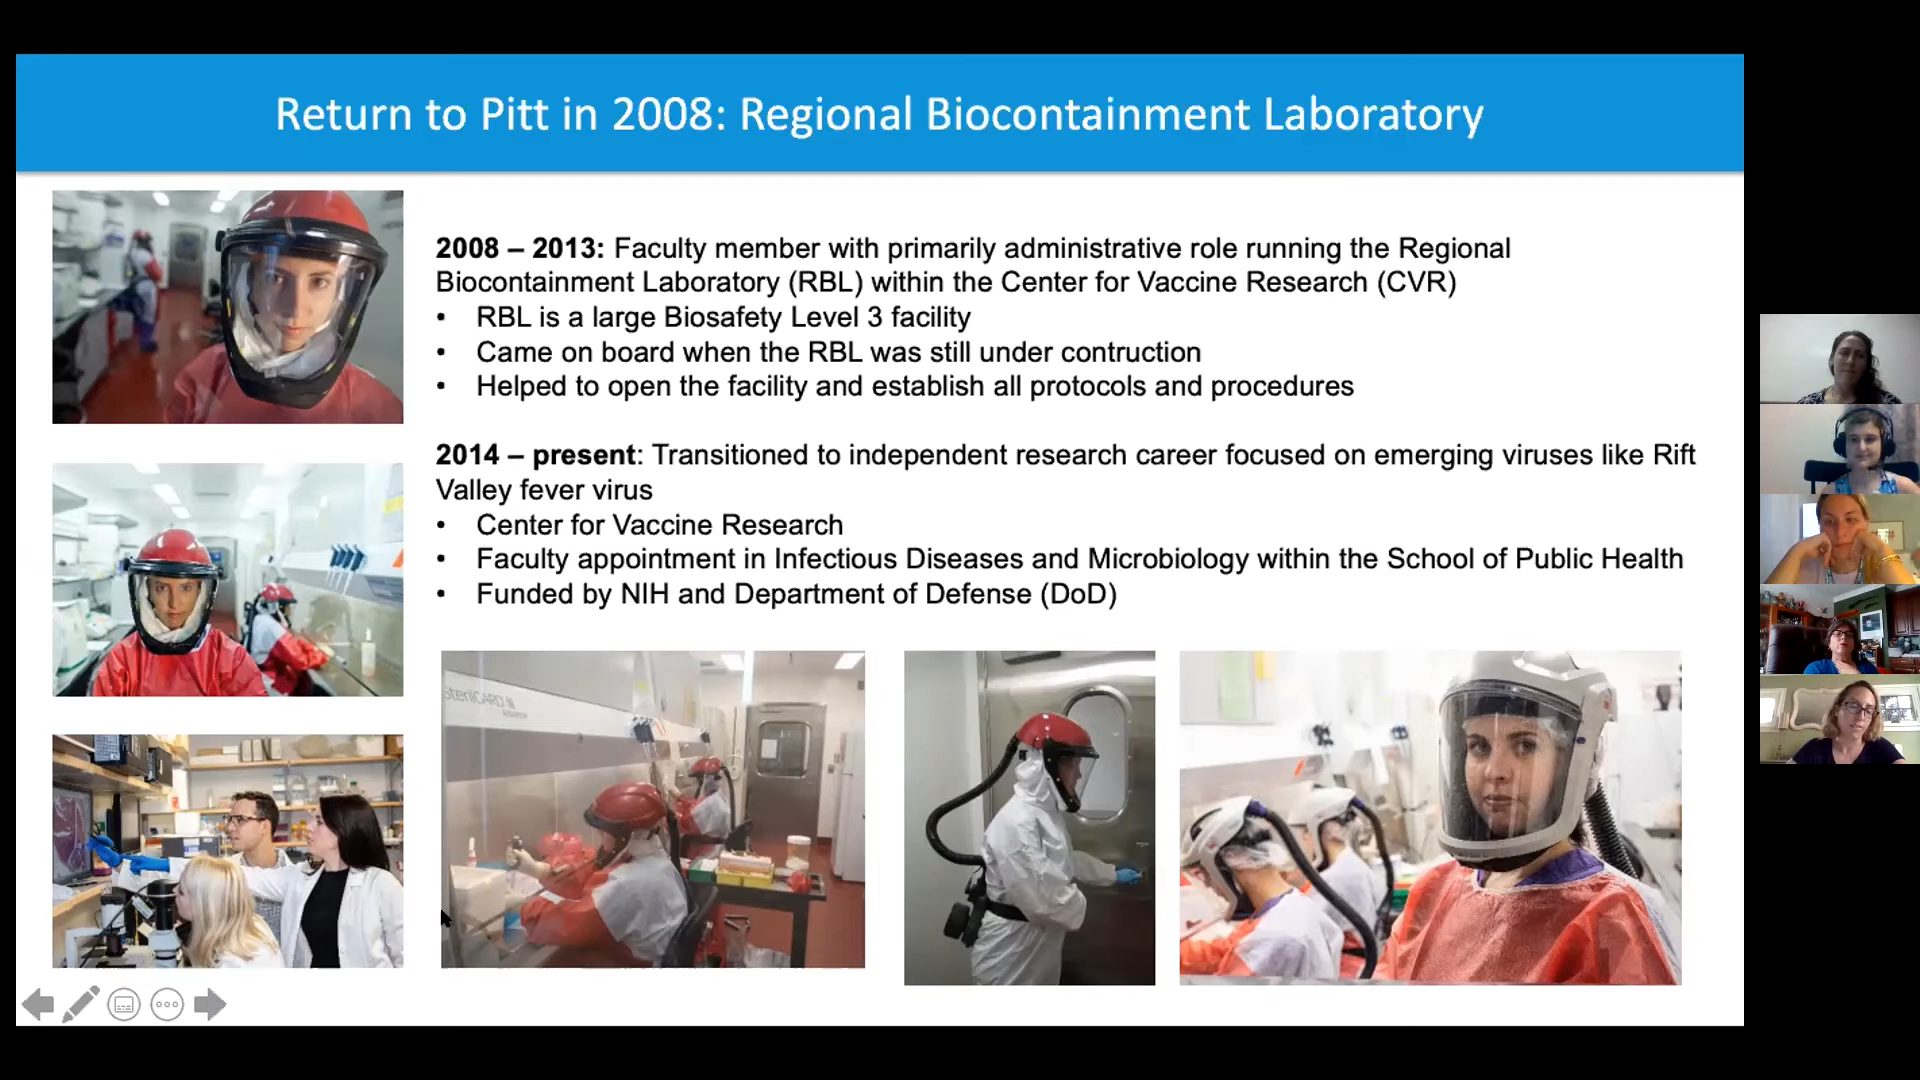 Return to Pitt in 2008: Regional Biocontainment Laboratory
2008 – 2013: Faculty member with primarily administrative role running the Regional
Biocontainment Laboratory (RBL) within the Center for Vaccine Research (CVR)
• RBL is a large Biosafety Level 3 facility
• Came on board when the RBL was still under contruction
• Helped to open the facility and establish all protocols and procedures
2014 – present: Transitioned to independent research career focused on emerging viruses like Rift
Valley fever virus
• Center for Vaccine Research
• Faculty appointment in Infectious Diseases and Microbiology within the School of Public Health
• Funded by NIH and Department of Defense (DoD)